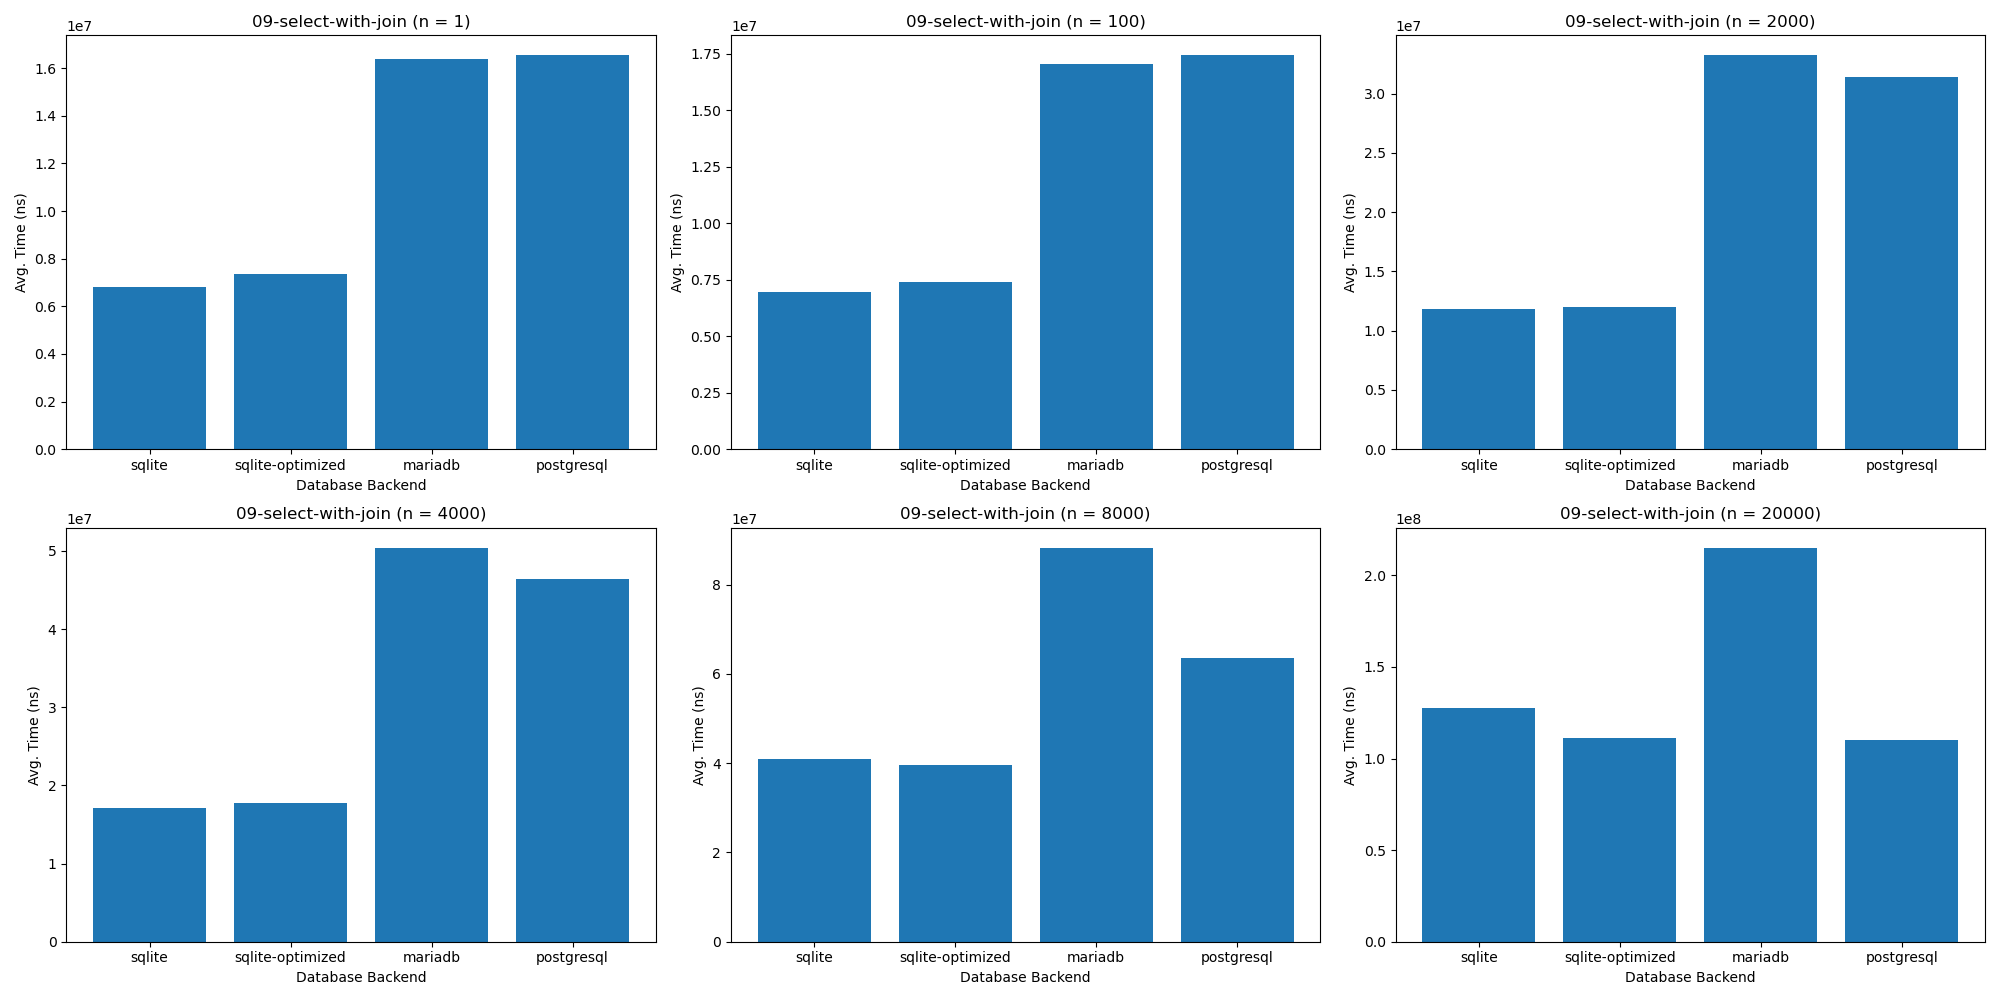 09-select-with-join (n = 1)
1e7
1.6
1.4
1.2
1.0
0.8
0.6
0.4
0.2
0.0
Avg. Time (ns)
sqlite sqlite-optimized mariadb postgresql
Database Backend
09-select-with-join (n = 100)
1e7
1.75
1.50
1.25
1.00
0.75
0.50
0.25
0.00
Avg. Time (ns)
sqlite sqlite-optimized mariadb postgresql
Database Backend
09-select-with-join (n = 2000)
1e7
3.0
2.5
2.0
1.5
1.0
0.5
0.0
Avg. Time (ns)
sqlite sqlite-optimized mariadb postgresql
Database Backend
09-select-with-join (n = 4000)
1e7
5
4
3
2
1
0
Avg. Time (ns)
sqlite sqlite-optimized mariadb postgresql
Database Backend
09-select-with-join (n = 8000)
1e7
8
6
4
2
0
Avg. Time (ns)
sqlite sqlite-optimized mariadb postgresql
Database Backend
09-select-with-join (n = 20000)
1e8
2.0
1.5
1.0
0.5
0.0
Avg. Time (ns)
sqlite sqlite-optimized mariadb postgresql
Database Backend